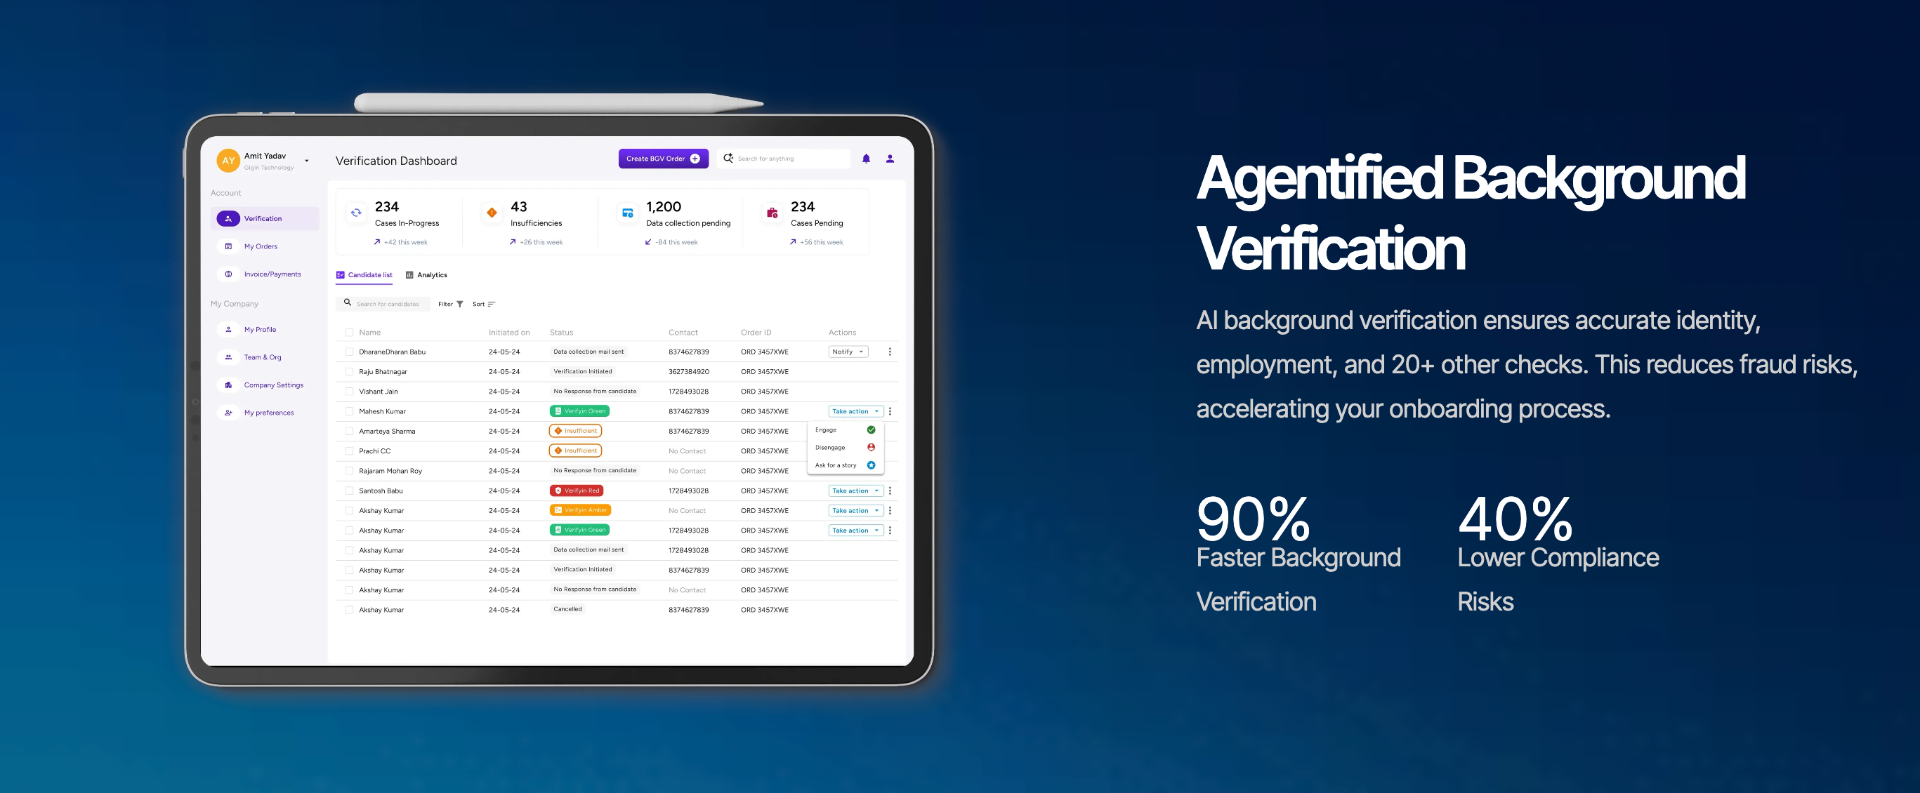 AY
Amit Yadav
Gigin Technology
Verification Dashboard
Create BGV Order
Search for anything
Account
Verification
My Orders
Invoice/Payments
My Company
My Profile
Team & Org
Company Settings
My preferences
234
Cases In-Progress
+42 this week
43
Insufficiencies
+26 this week
1,200
Data collection pending
-84 this week
234
Cases Pending
+56 this week
Candidate list Analytics
Search for candidates Filter Sort
Name Initiated on Status Contact Order ID Actions
DharaneDharan Babu 24-05-24 Data collection mail sent 8374627839 ORD 3457XWE Notify
Raju Bhatnagar 24-05-24 Verification Initiated 3627384920 ORD 3457XWE
Vishant Jain 24-05-24 No Response from candidate 1728493028 ORD 3457XWE
Mahesh Kumar 24-05-24 Verifyin Green 8374627839 ORD 3457XWE Take action
Amarteya Sharma 24-05-24 Insufficient 8374627839 ORD 3457XWE
Engage
Disengage
Ask for a story
Prachi CC 24-05-24 Insufficient No Contact ORD 3457XWE
Rajaram Mohan Roy 24-05-24 No Response from candidate No Contact ORD 3457XWE
Santosh Babu 24-05-24 Verifyin Red 1728493028 ORD 3457XWE Take action
Akshay Kumar 24-05-24 Verifyin Amber No Contact ORD 3457XWE Take action
Akshay Kumar 24-05-24 Verifyin Green 1728493028 ORD 3457XWE Take action
Akshay Kumar 24-05-24 Data collection mail sent 1728493028 ORD 3457XWE
Akshay Kumar 24-05-24 Verification Initiated 8374627839 ORD 3457XWE
Akshay Kumar 24-05-24 No Response from candidate No Contact ORD 3457XWE
Akshay Kumar 24-05-24 Cancelled 8374627839 ORD 3457XWE
Agentified Background
Verification
AI background verification ensures accurate identity,
employment, and 20+ other checks. This reduces fraud risks,
accelerating your onboarding process.
90%
Faster Background
Verification
40%
Lower Compliance
Risks